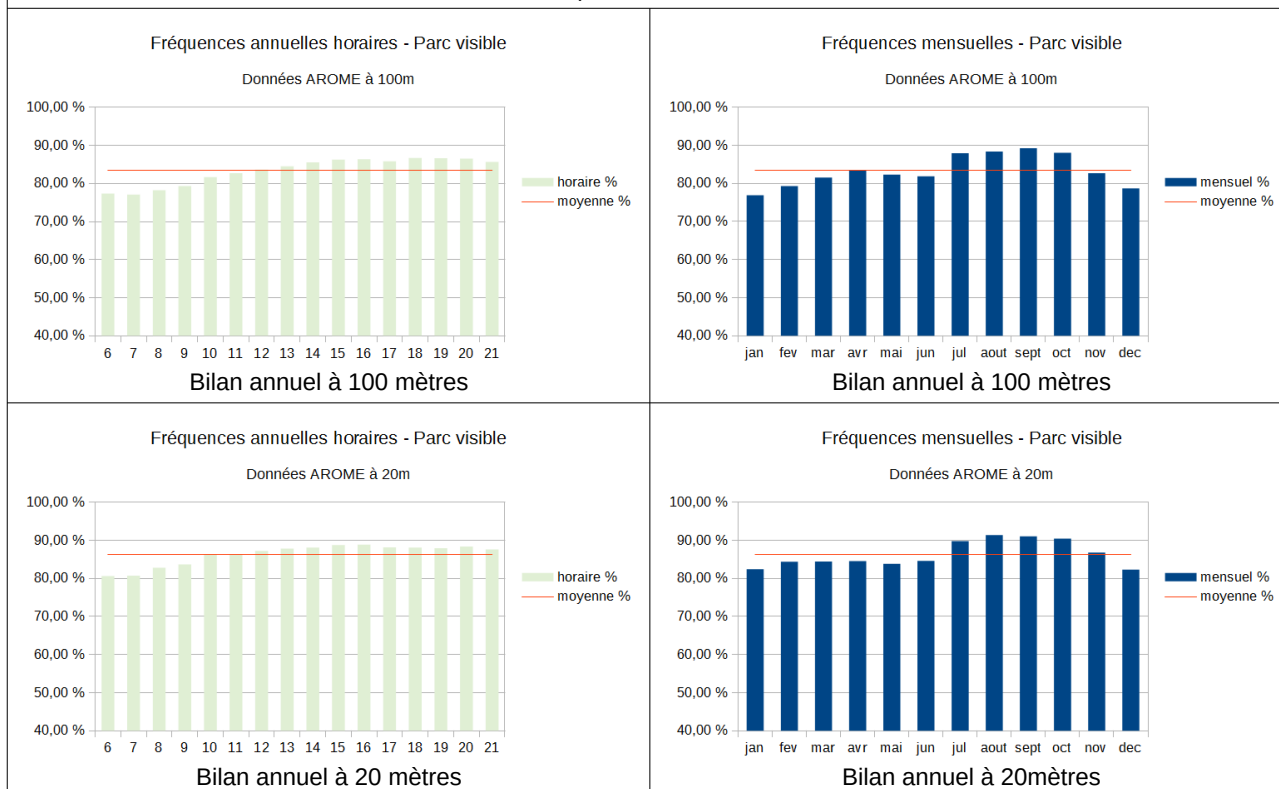 Fréquences annuelles horaires - Parc visible
Données AROME à 100m
100,00 %
90,00 %
80,00 %
70,00 %
60,00 %
50,00 %
40,00 %
6 7 8 9 10 11 12 13 14 15 16 17 18 19 20 21
horaire %
moyenne %
Bilan annuel à 100 mètres
Fréquences mensuelles - Parc visible
Données AROME à 100m
100,00 %
90,00 %
80,00 %
70,00 %
60,00 %
50,00 %
40,00 %
jan fev mar avr mai jun jul aout sept oct nov dec
mensuel %
moyenne %
Bilan annuel à 100 mètres
Fréquences annuelles horaires - Parc visible
Données AROME à 20m
100,00 %
90,00 %
80,00 %
70,00 %
60,00 %
50,00 %
40,00 %
6 7 8 9 10 11 12 13 14 15 16 17 18 19 20 21
horaire %
moyenne %
Bilan annuel à 20 mètres
Fréquences mensuelles - Parc visible
Données AROME à 20m
100,00 %
90,00 %
80,00 %
70,00 %
60,00 %
50,00 %
40,00 %
jan fev mar avr mai jun jul aout sept oct nov dec
mensuel %
moyenne %
Bilan annuel à 20mètres